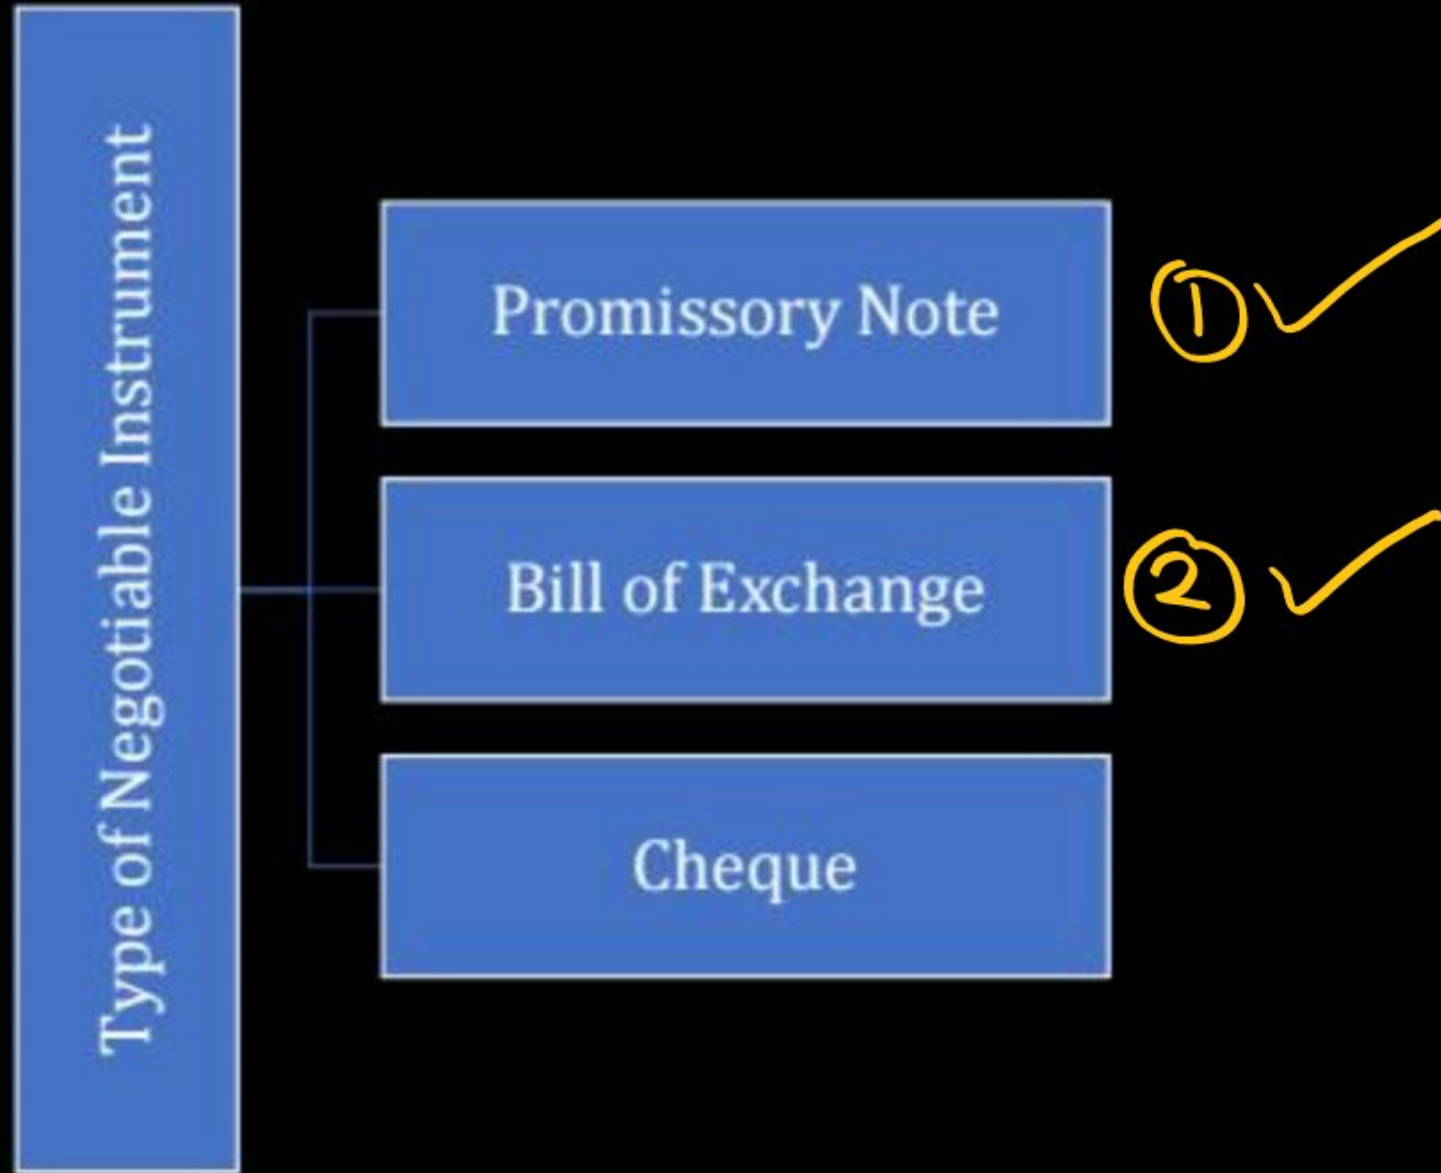 Type of Negotiable Instrument
Promissory Note
1
Bill of Exchange
2
Cheque